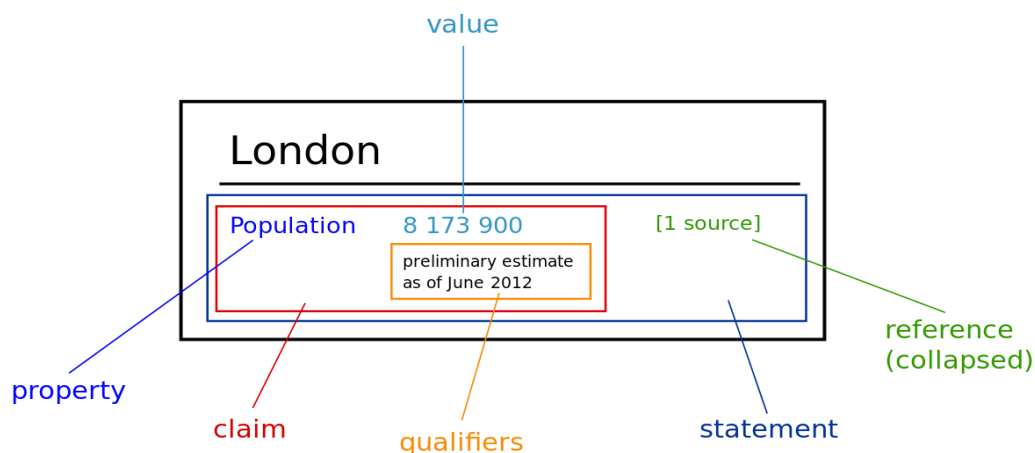 value
London
Population 8 173 900 [1 source]
preliminary estimate
as of June 2012
reference
(collapsed)
property
claim
qualifiers
statement